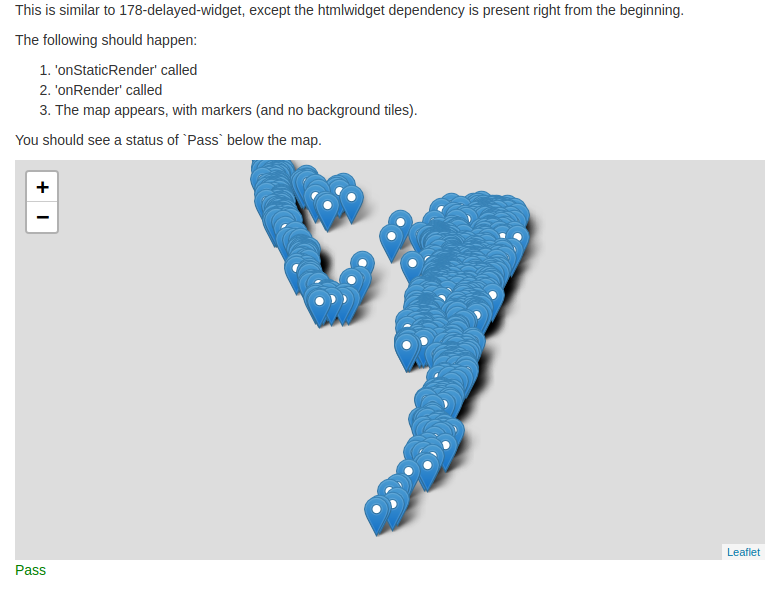 This is similar to 178-delayed-widget, except the htmlwidget dependency is present right from the beginning.
The following should happen:
1. 'onStaticRender' called
2. 'onRender' called
3. The map appears, with markers (and no background tiles).
You should see a status of `Pass` below the map.
+
−
Leaflet
Pass